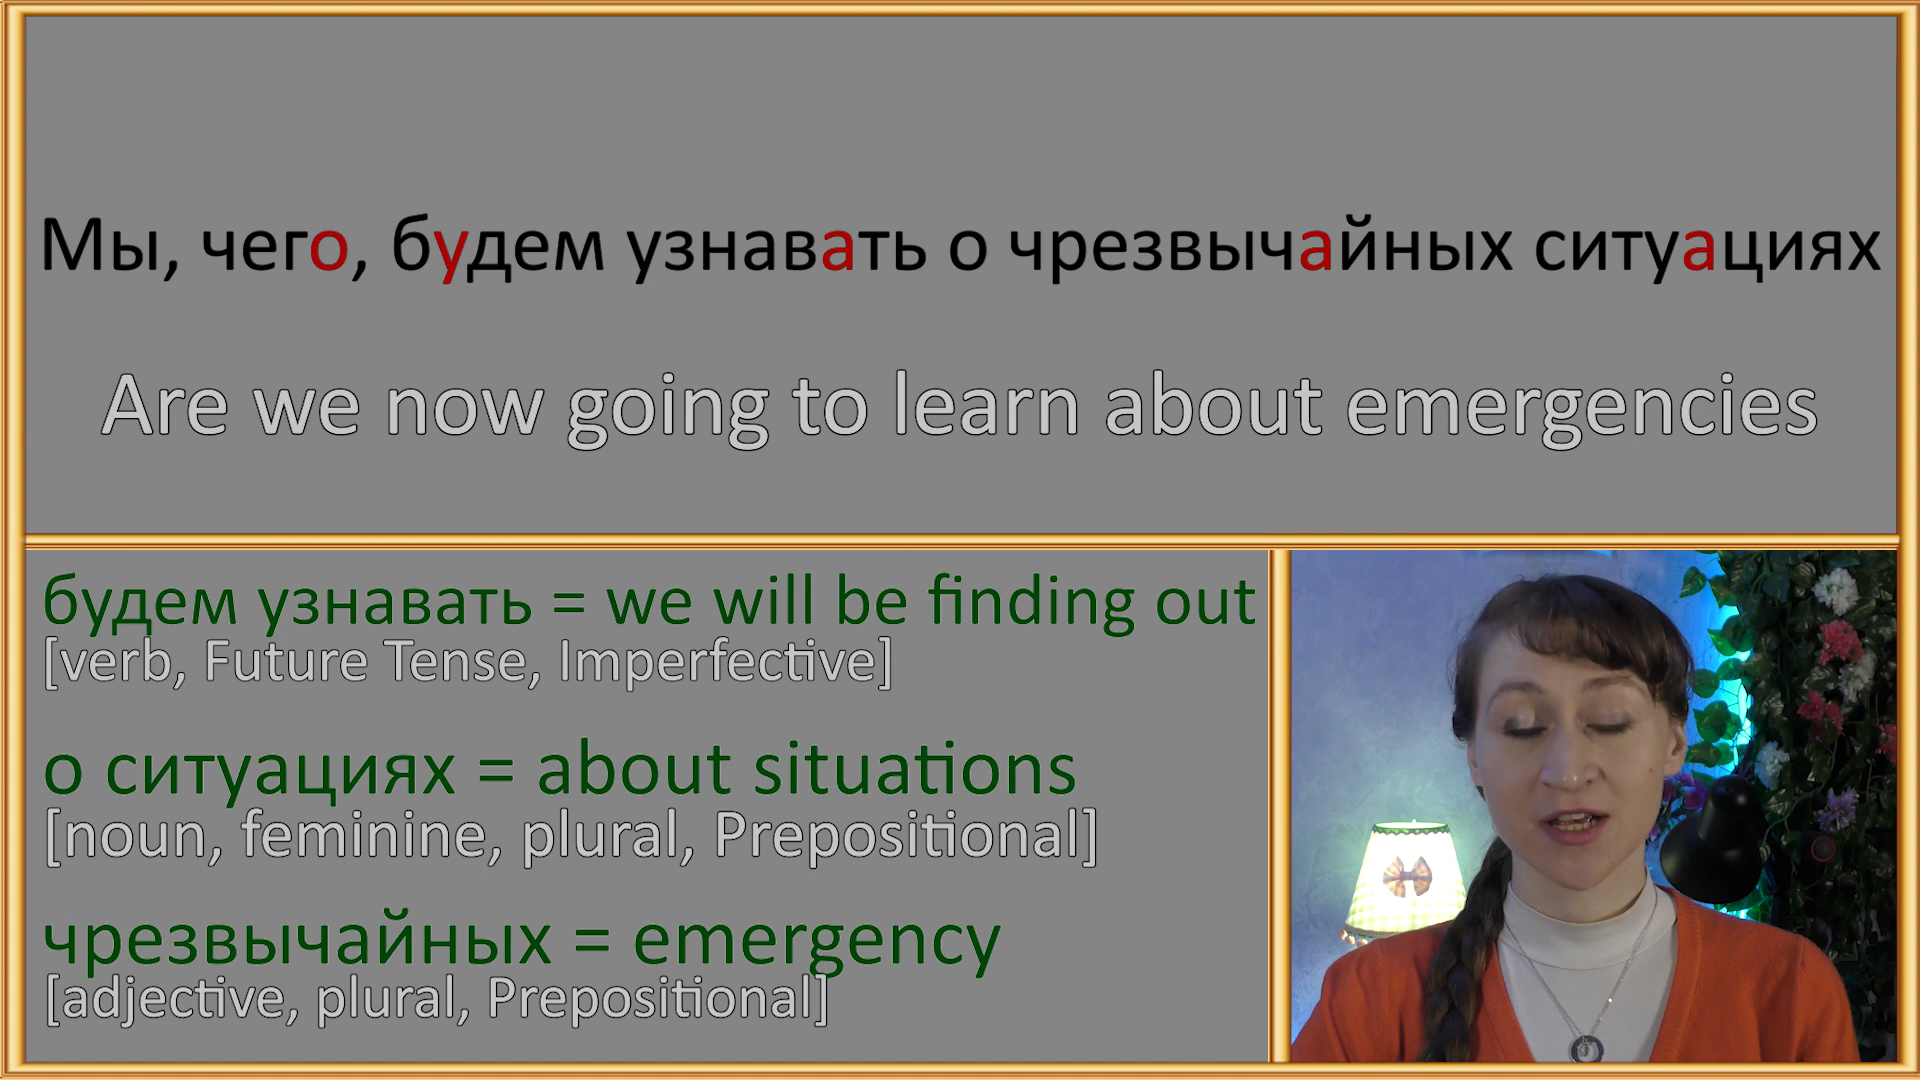 Мы, чего, будем узнавать о чрезвычайных ситуациях
Are we now going to learn about emergencies
будем узнавать = we will be finding out
[verb, Future Tense, Imperfective]
о ситуациях = about situations
[noun, feminine, plural, Prepositional]
чрезвычайных = emergency
[adjective, plural, Prepositional]